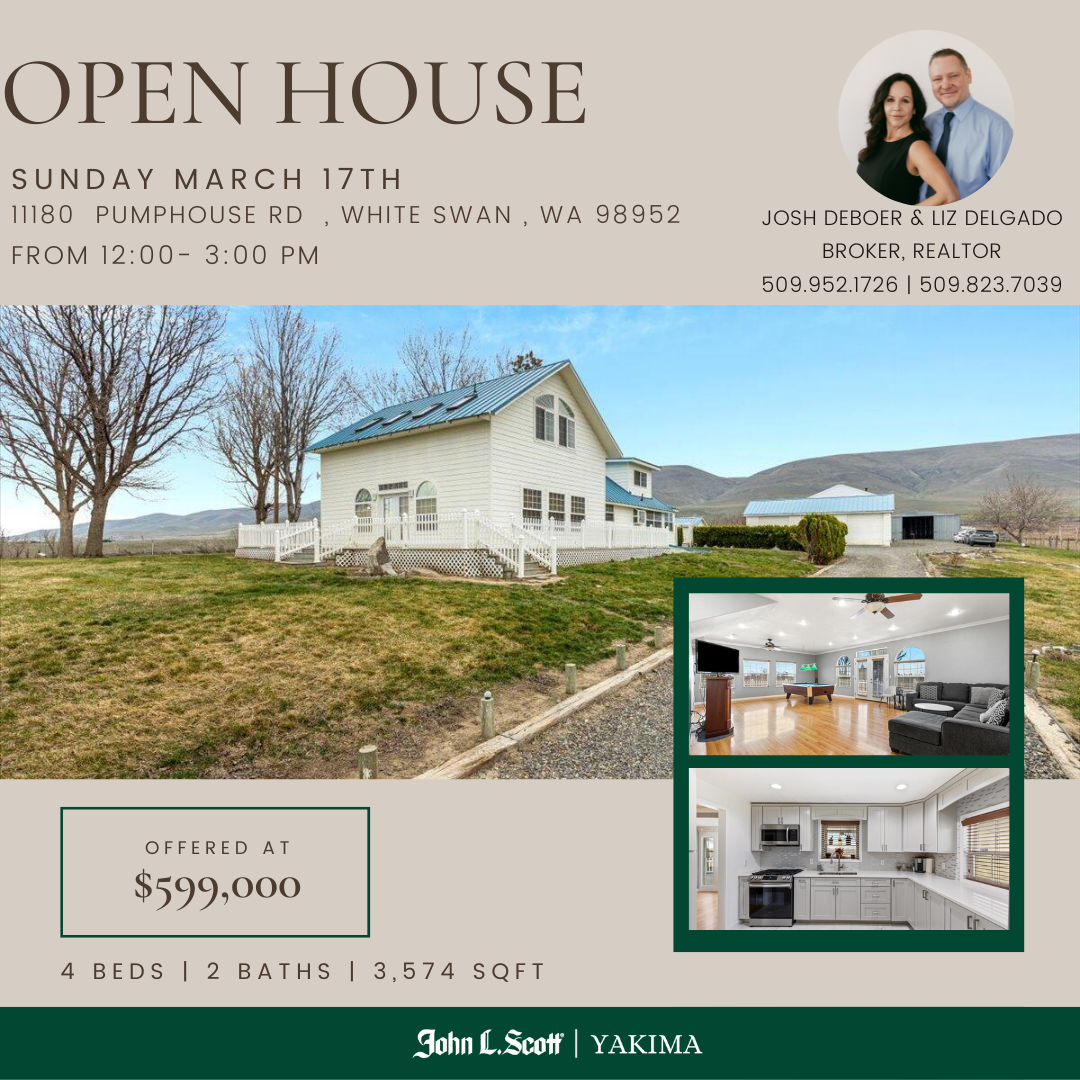 OPEN HOUSE
SUNDAY MARCH 17TH
11180 PUMPHOUSE RD , WHITE SWAN , WA 98952
FROM 12:00- 3:00 PM
JOSH DEBOER & LIZ DELGADO
BROKER, REALTOR
509.952.1726 | 509.823.7039
OFFERED AT
$599,000
4 BEDS | 2 BATHS | 3,574 SQFT
John L. Scott | YAKIMA